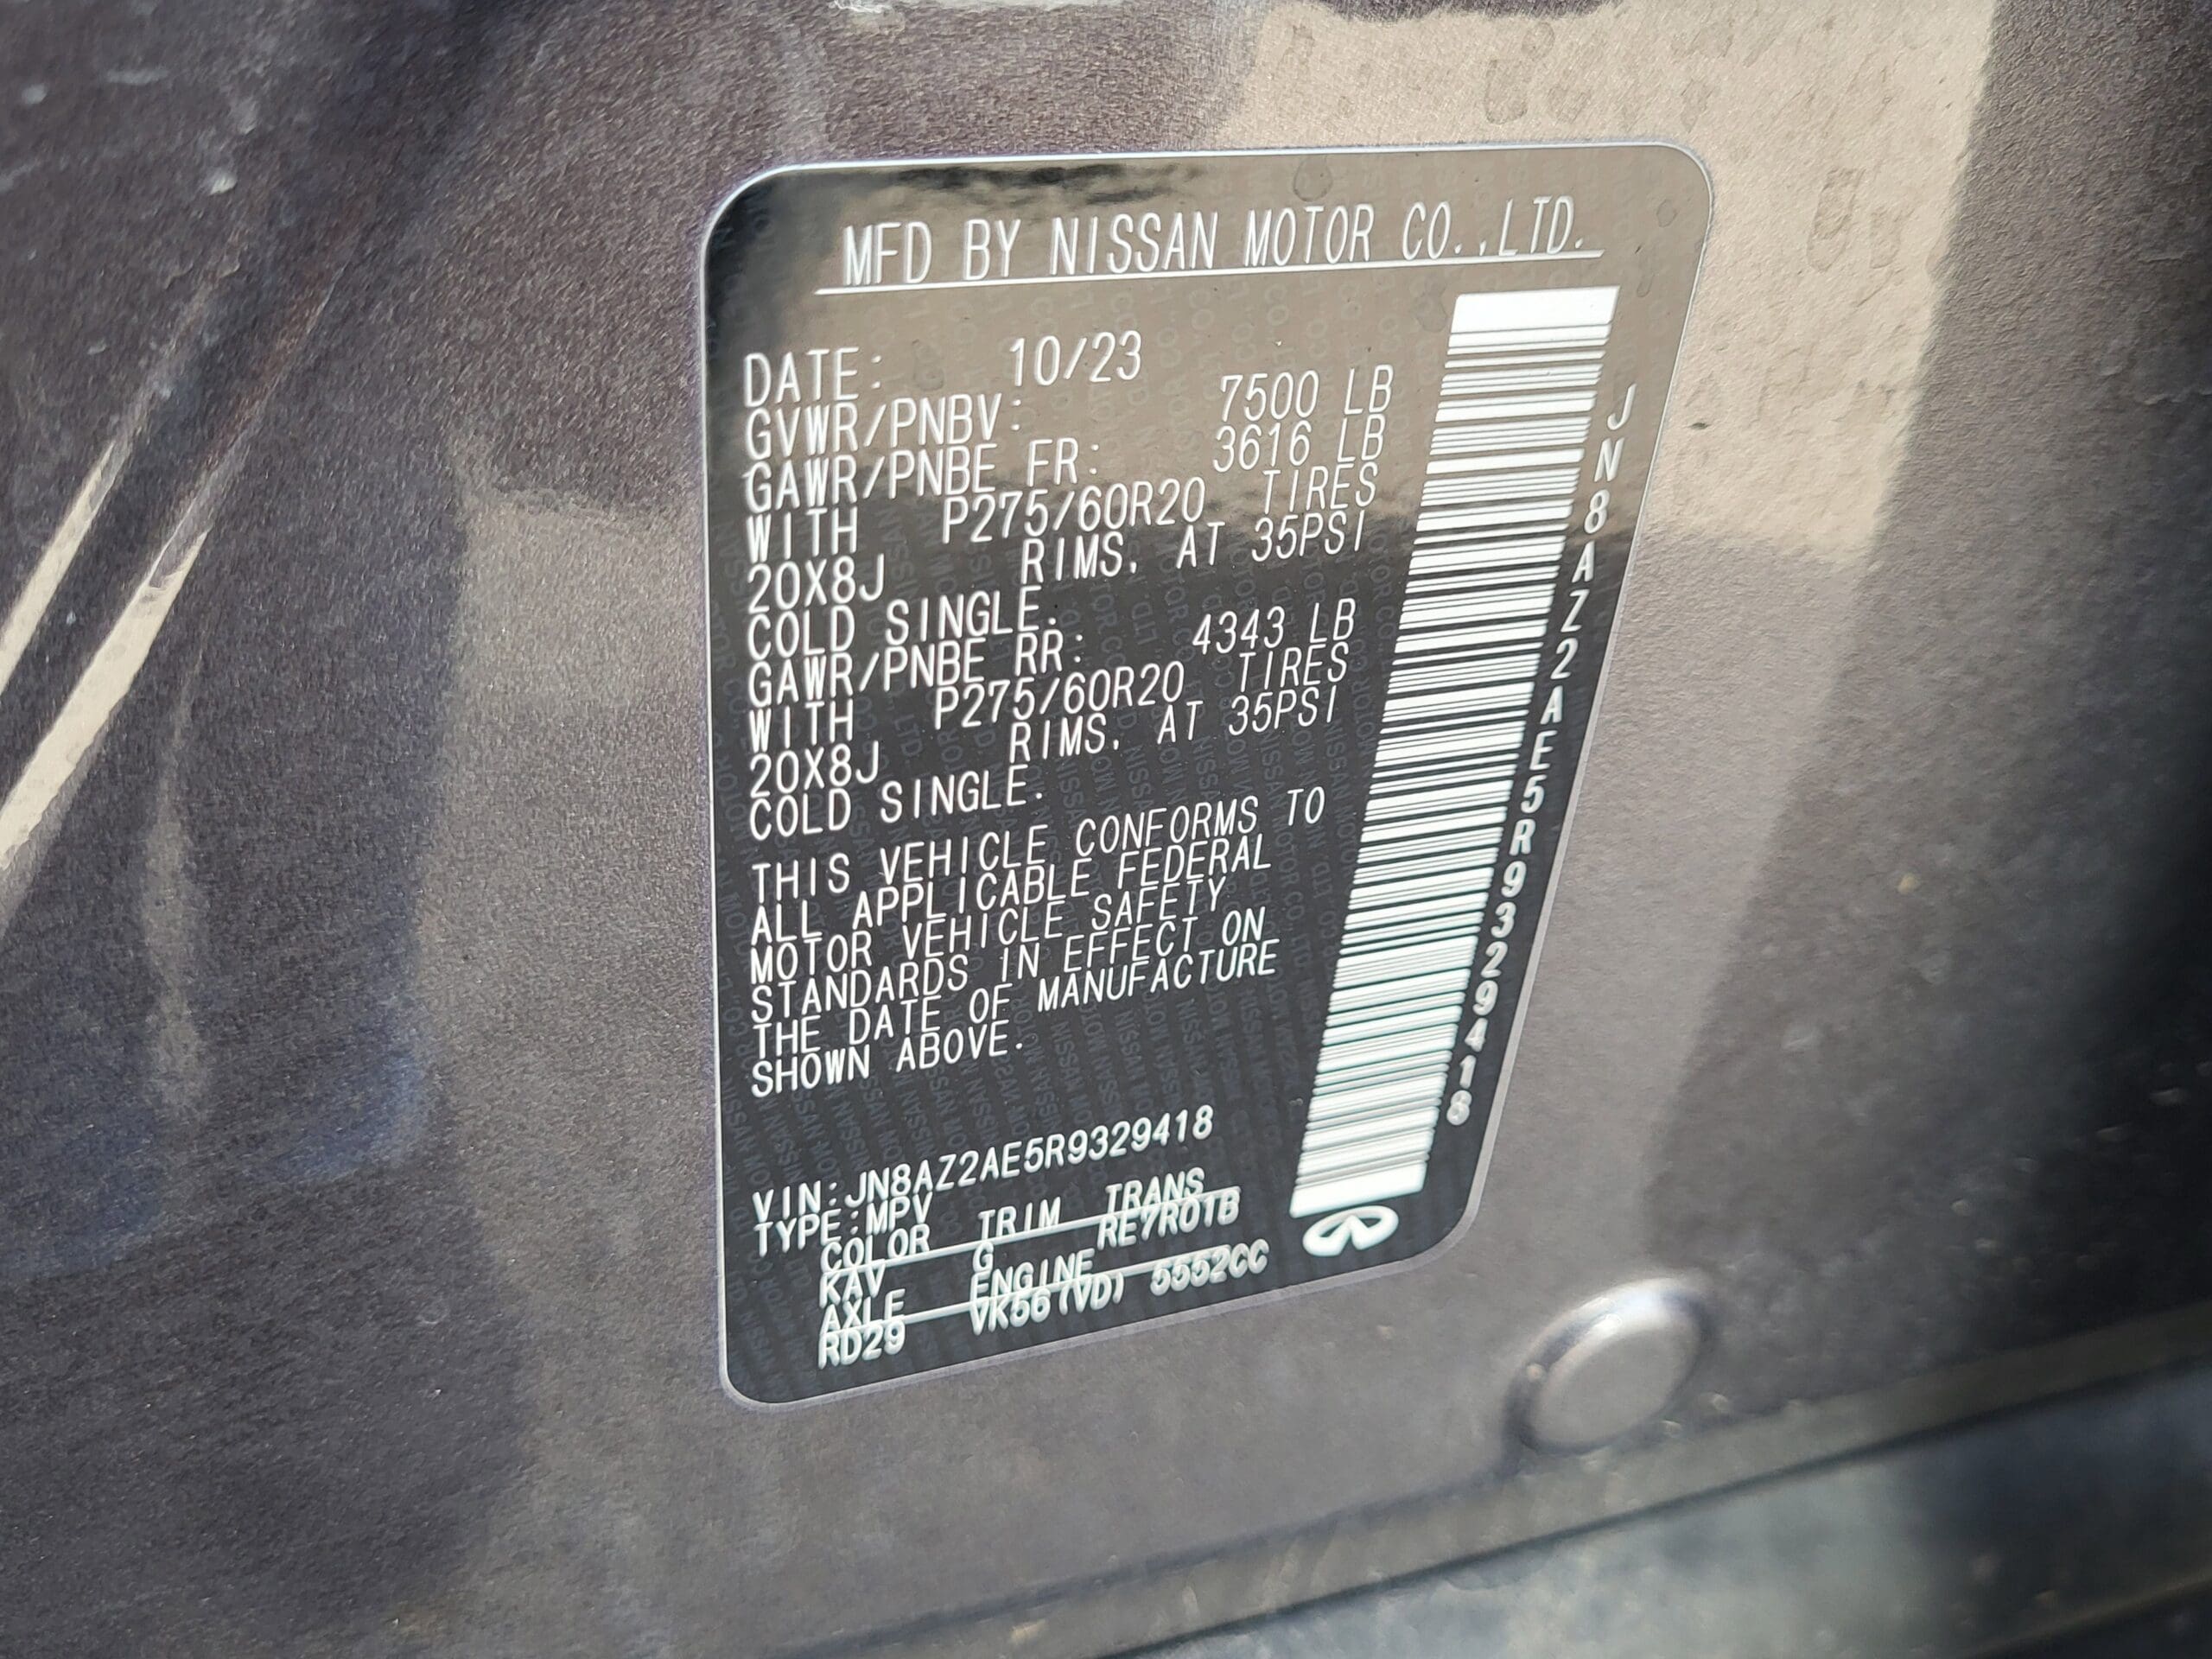 MFD BY NISSAN MOTOR CO.,LTD.
DATE: 10/23
GVWR/PNBV: 7500 LB
GAWR/PNBE FR: 3616 LB
WITH P275/60R20 TIRES
20X8J RIMS, AT 35PSI
COLD SINGLE.
GAWR/PNBE RR: 4343 LB
WITH P275/60R20 TIRES
20X8J RIMS, AT 35PSI
COLD SINGLE.
THIS VEHICLE CONFORMS TO
ALL APPLICABLE FEDERAL
MOTOR VEHICLE SAFETY
STANDARDS IN EFFECT ON
THE DATE OF MANUFACTURE
SHOWN ABOVE.
VIN:JN8AZ2AE5R9329418
TYPE:MPV
COLOR TRIM TRANS
KAV G RE7R01B
AXLE ENGINE
RD29 VK56(VD) 5552CC
JN8AZ2AE5R9329418